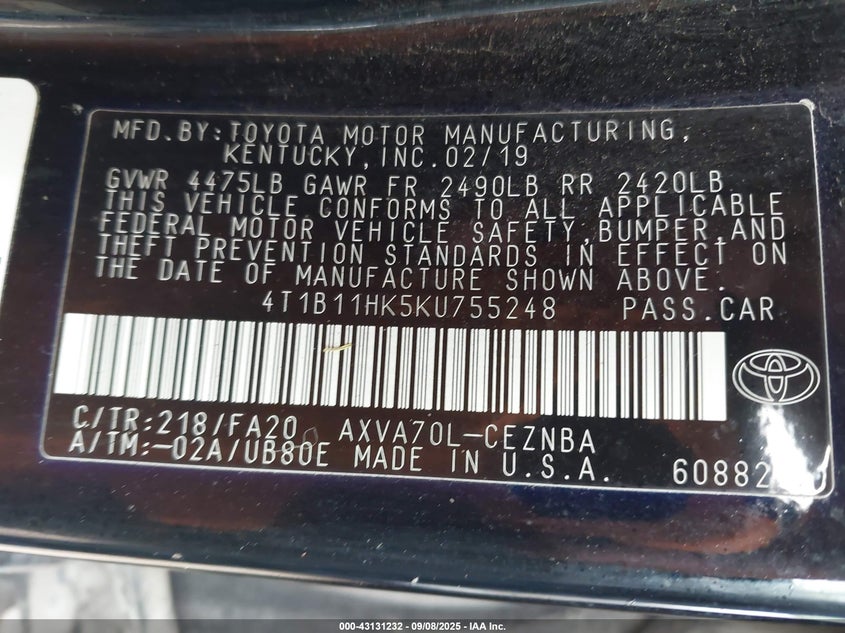 MFD.BY:TOYOTA MOTOR MANUFACTURING,
KENTUCKY,INC.02/19
GVWR 4475LB GAWR FR 2490LB RR 2420LB
THIS VEHICLE CONFORMS TO ALL APPLICABLE
FEDERAL MOTOR VEHICLE SAFETY,BUMPER,AND
THEFT PREVENTION STANDARDS IN EFFECT ON
THE DATE OF MANUFACTURE SHOWN ABOVE.
4T1B11HK5KU755248 PASS.CAR
C/TR:218/FA20 AXVA70L-CEZNBA
A/TM:-02A/UB80E MADE IN U.S.A.
000-43131232 - 09/08/2025 - IAA Inc.